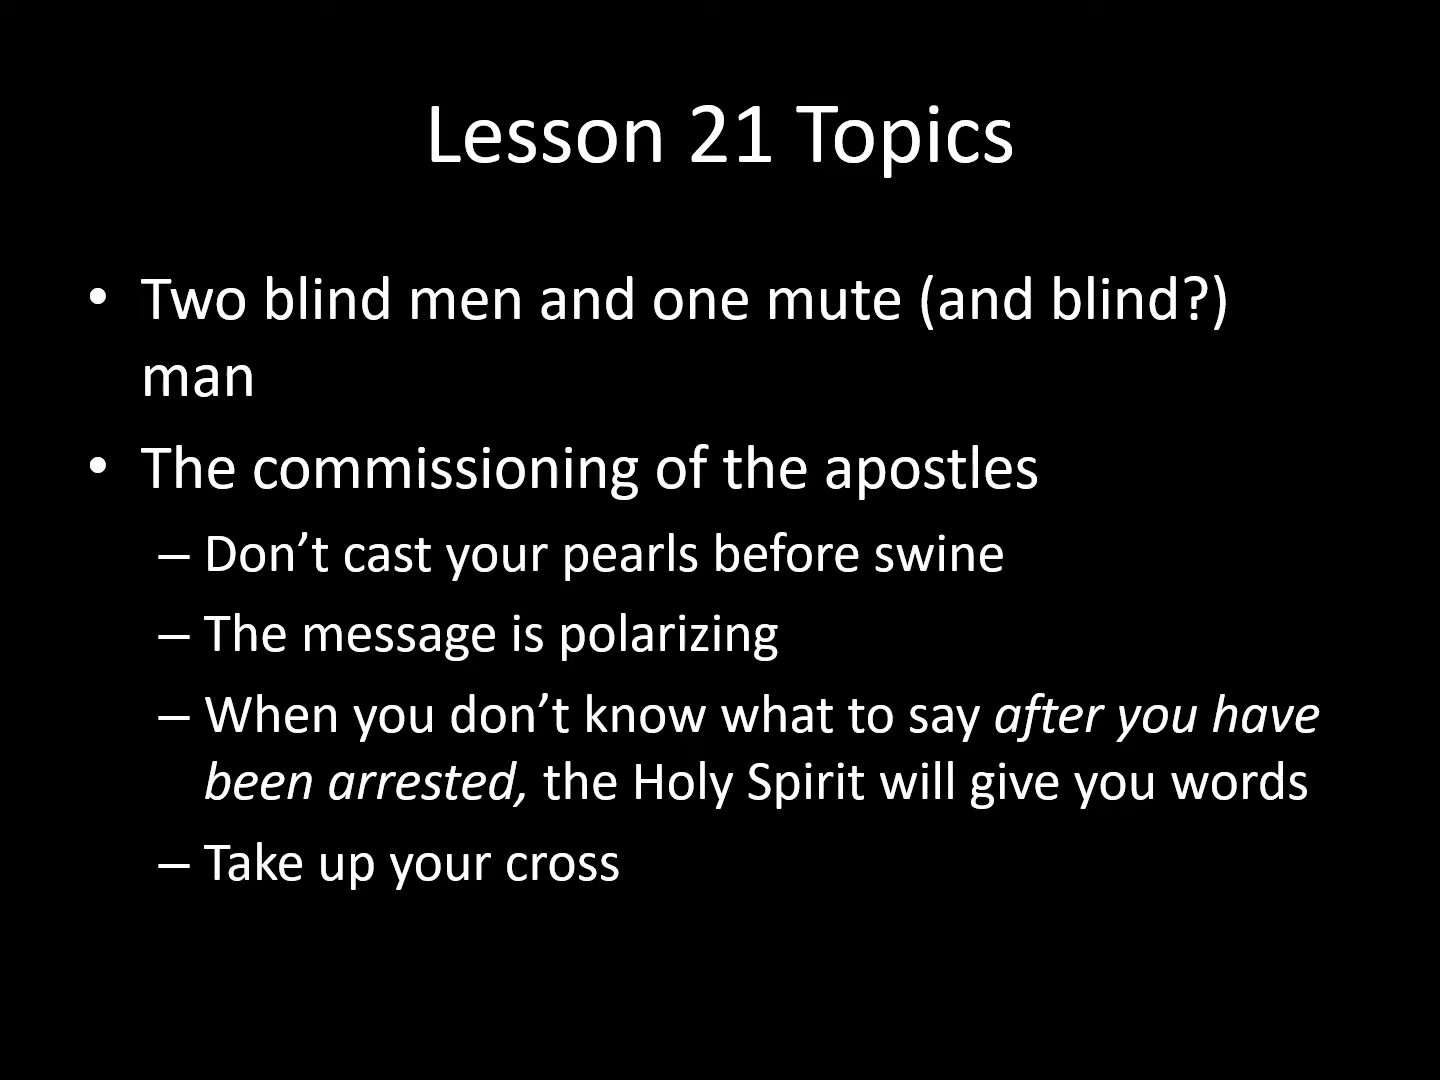 Lesson 21 Topics
• Two blind men and one mute (and blind?)
man
• The commissioning of the apostles
– Don’t cast your pearls before swine
– The message is polarizing
– When you don’t know what to say after you have
been arrested, the Holy Spirit will give you words
– Take up your cross